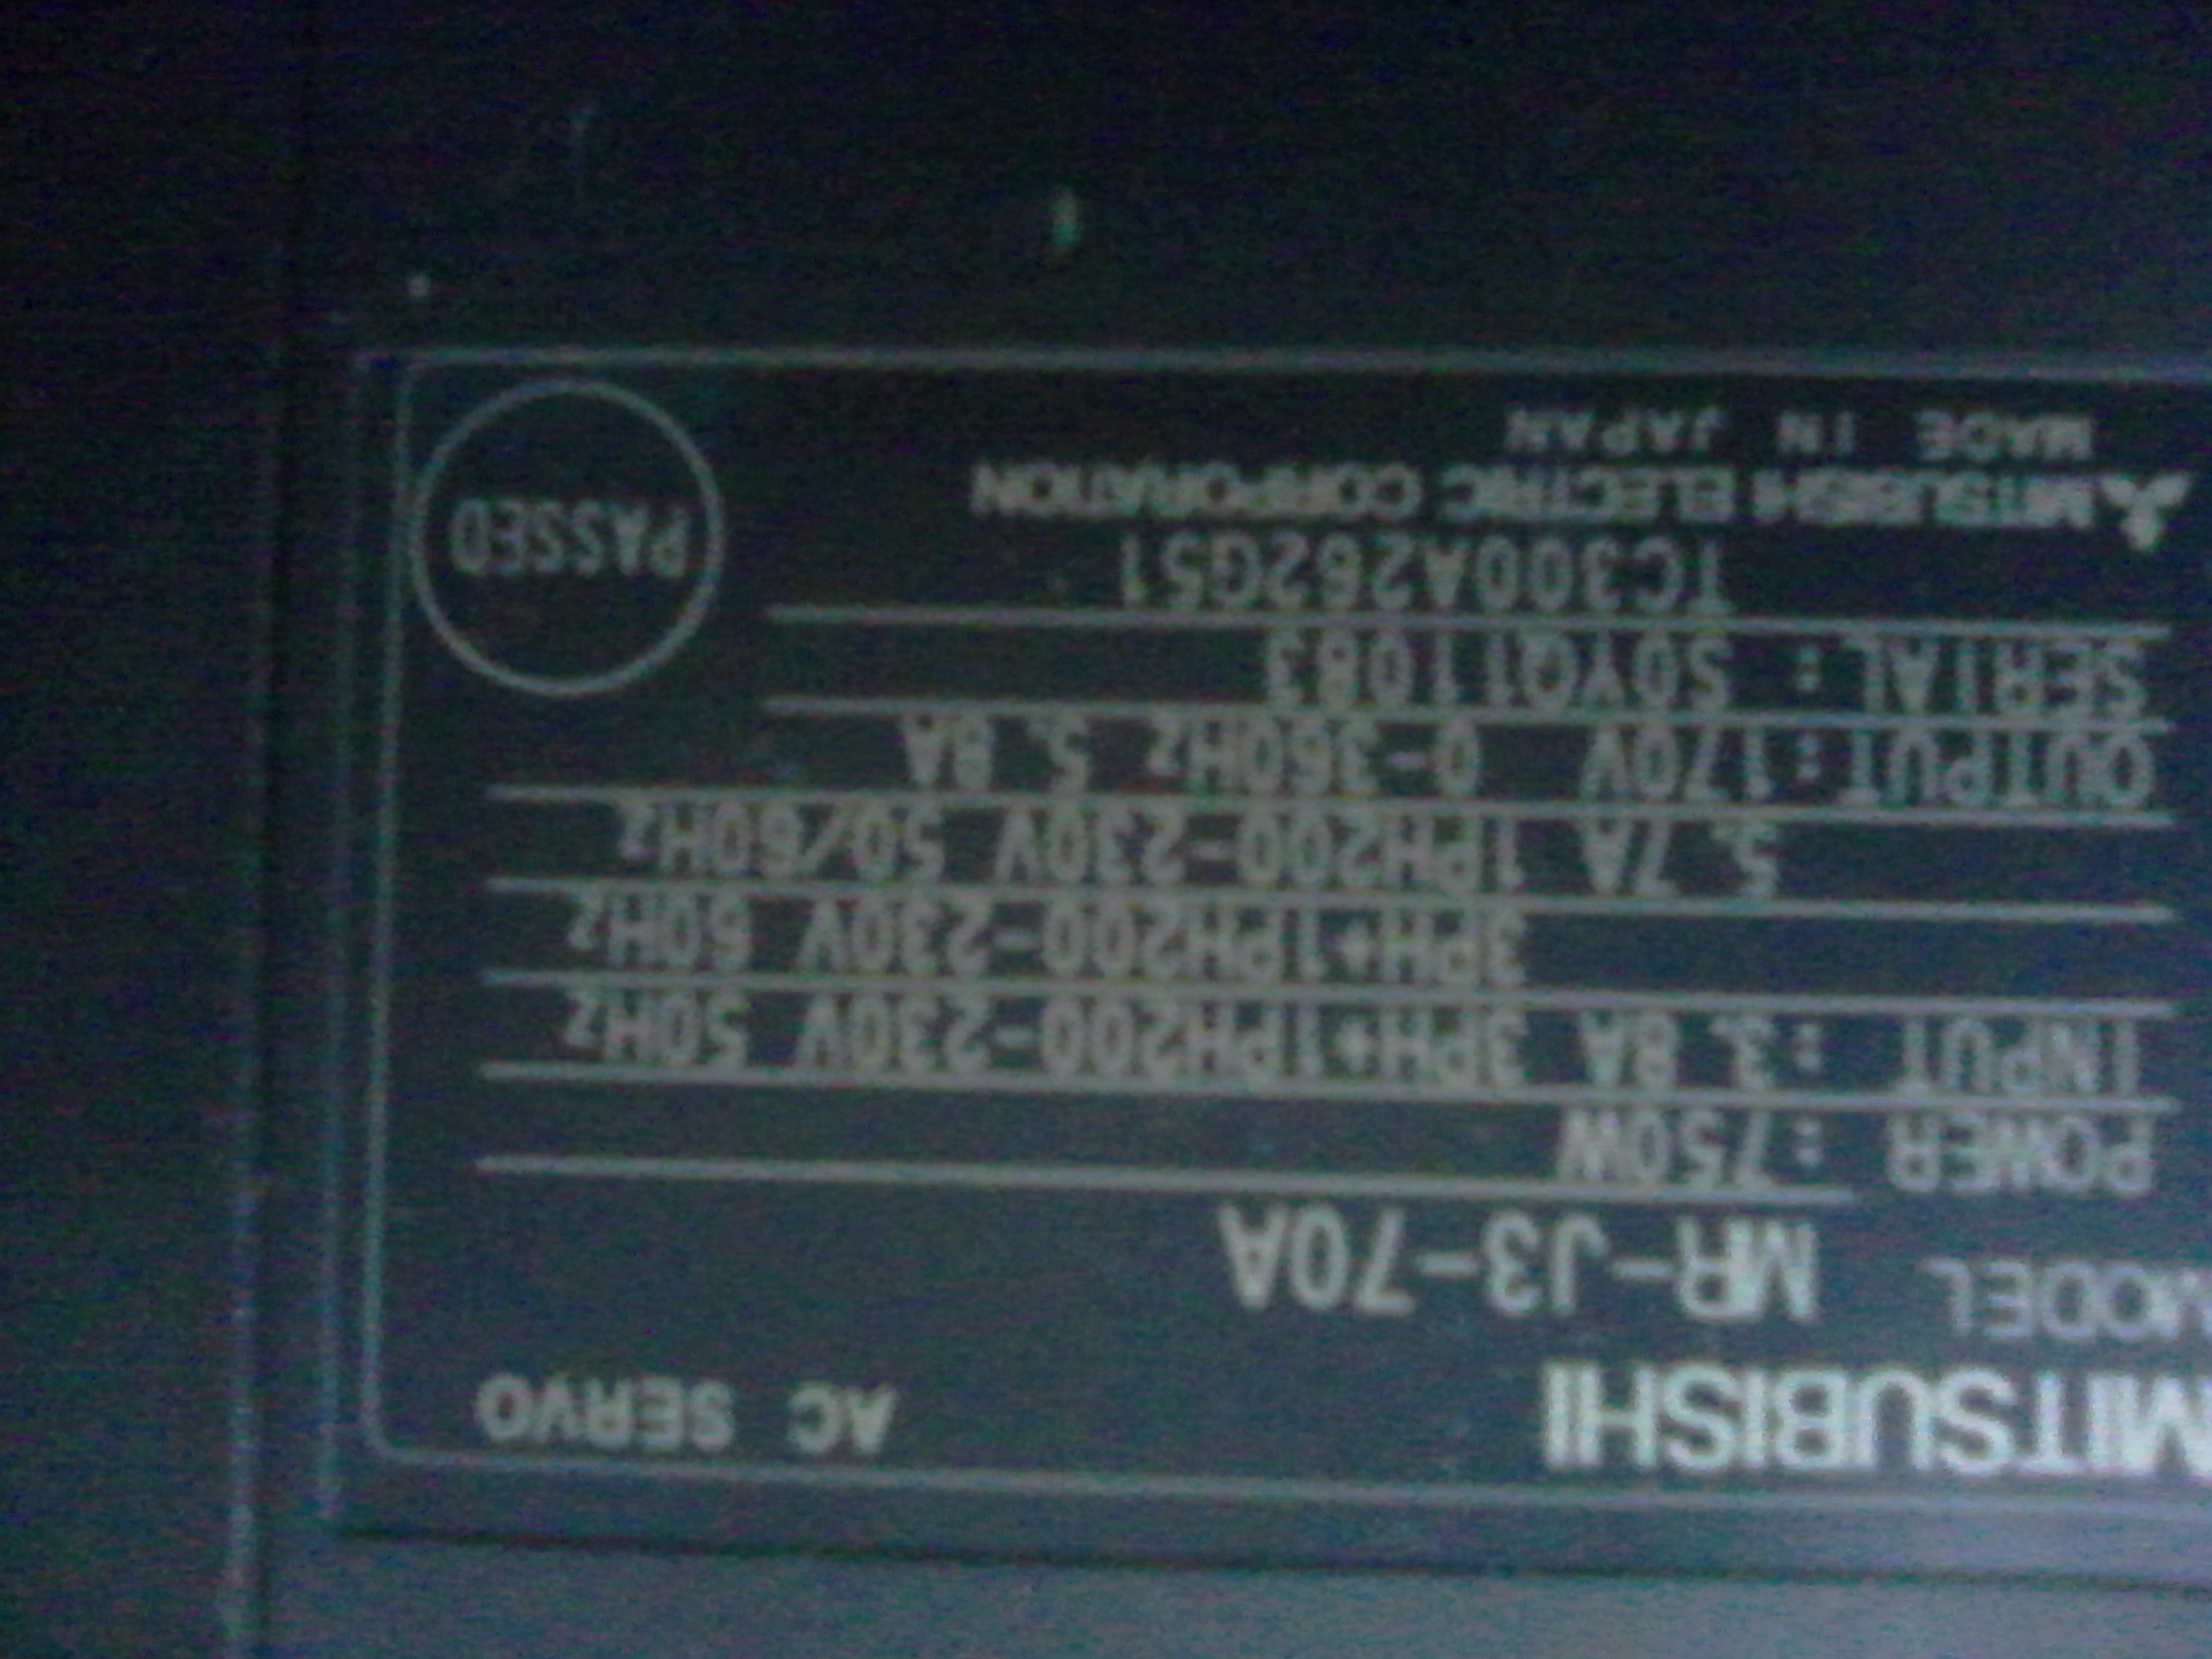 MITSUBISHI AC SERVO
MODEL MR-J3-70A
POWER :750W
INPUT :3.8A 3PH+1PH200-230V 50Hz
3PH+1PH200-230V 60Hz
5.7A 1PH200-230V 50/60Hz
OUTPUT:170V 0-360Hz 5.8A
SERIAL: S0YQ11083
TC300A262G51
MITSUBISHI ELECTRIC CORPORATION
MADE IN JAPAN
PASSED